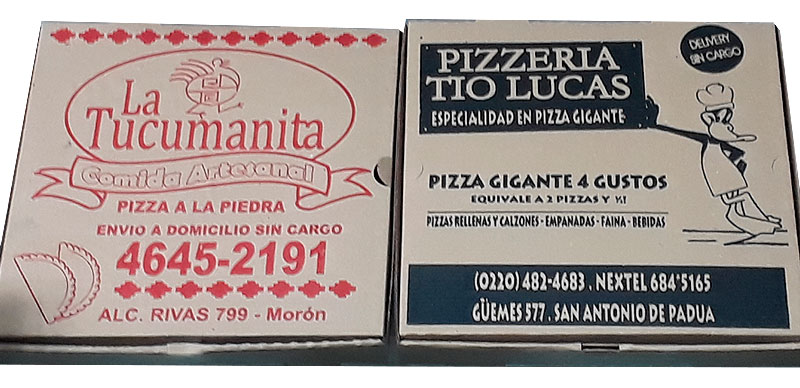 La
Tucumanita
Comida Artesanal
PIZZA A LA PIEDRA
ENVIO A DOMICILIO SIN CARGO
4645-2191
ALC. RIVAS 799 - Morón
DELIVERY
SIN CARGO
PIZZERIA
TIO LUCAS
ESPECIALIDAD EN PIZZA GIGANTE
PIZZA GIGANTE 4 GUSTOS
EQUIVALE A 2 PIZZAS Y ½!
PIZZAS RELLENAS Y CALZONES - EMPANADAS - FAINA - BEBIDAS
(0220) 482-4683 . NEXTEL 684*5165
GÜEMES 577 . SAN ANTONIO DE PADUA